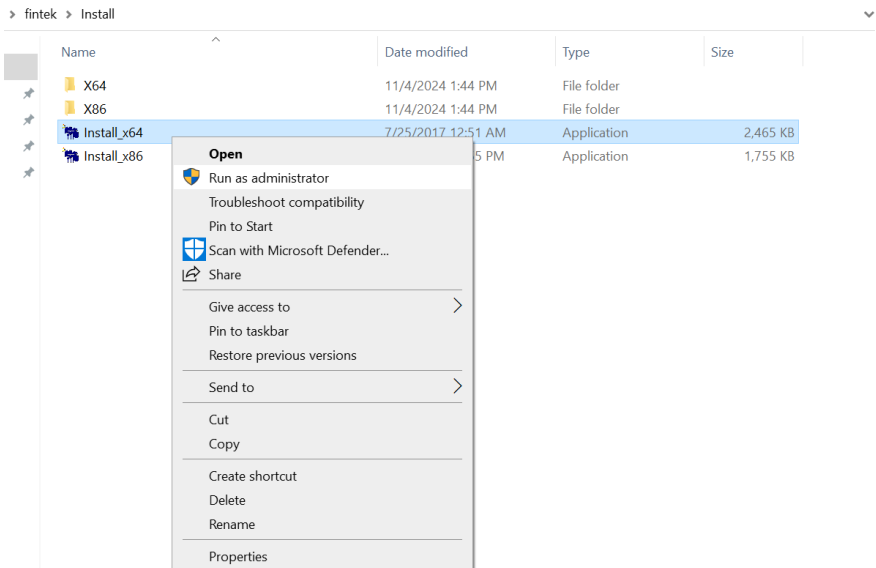 fintek > Install
Name Date modified Type Size
X64 11/4/2024 1:44 PM File folder
X86 11/4/2024 1:44 PM File folder
Install_x64 7/25/2017 12:51 AM Application 2,465 KB
Install_x86 5 PM Application 1,755 KB
Open
Run as administrator
Troubleshoot compatibility
Pin to Start
Scan with Microsoft Defender...
Share
Give access to
Pin to taskbar
Restore previous versions
Send to
Cut
Copy
Create shortcut
Delete
Rename
Properties